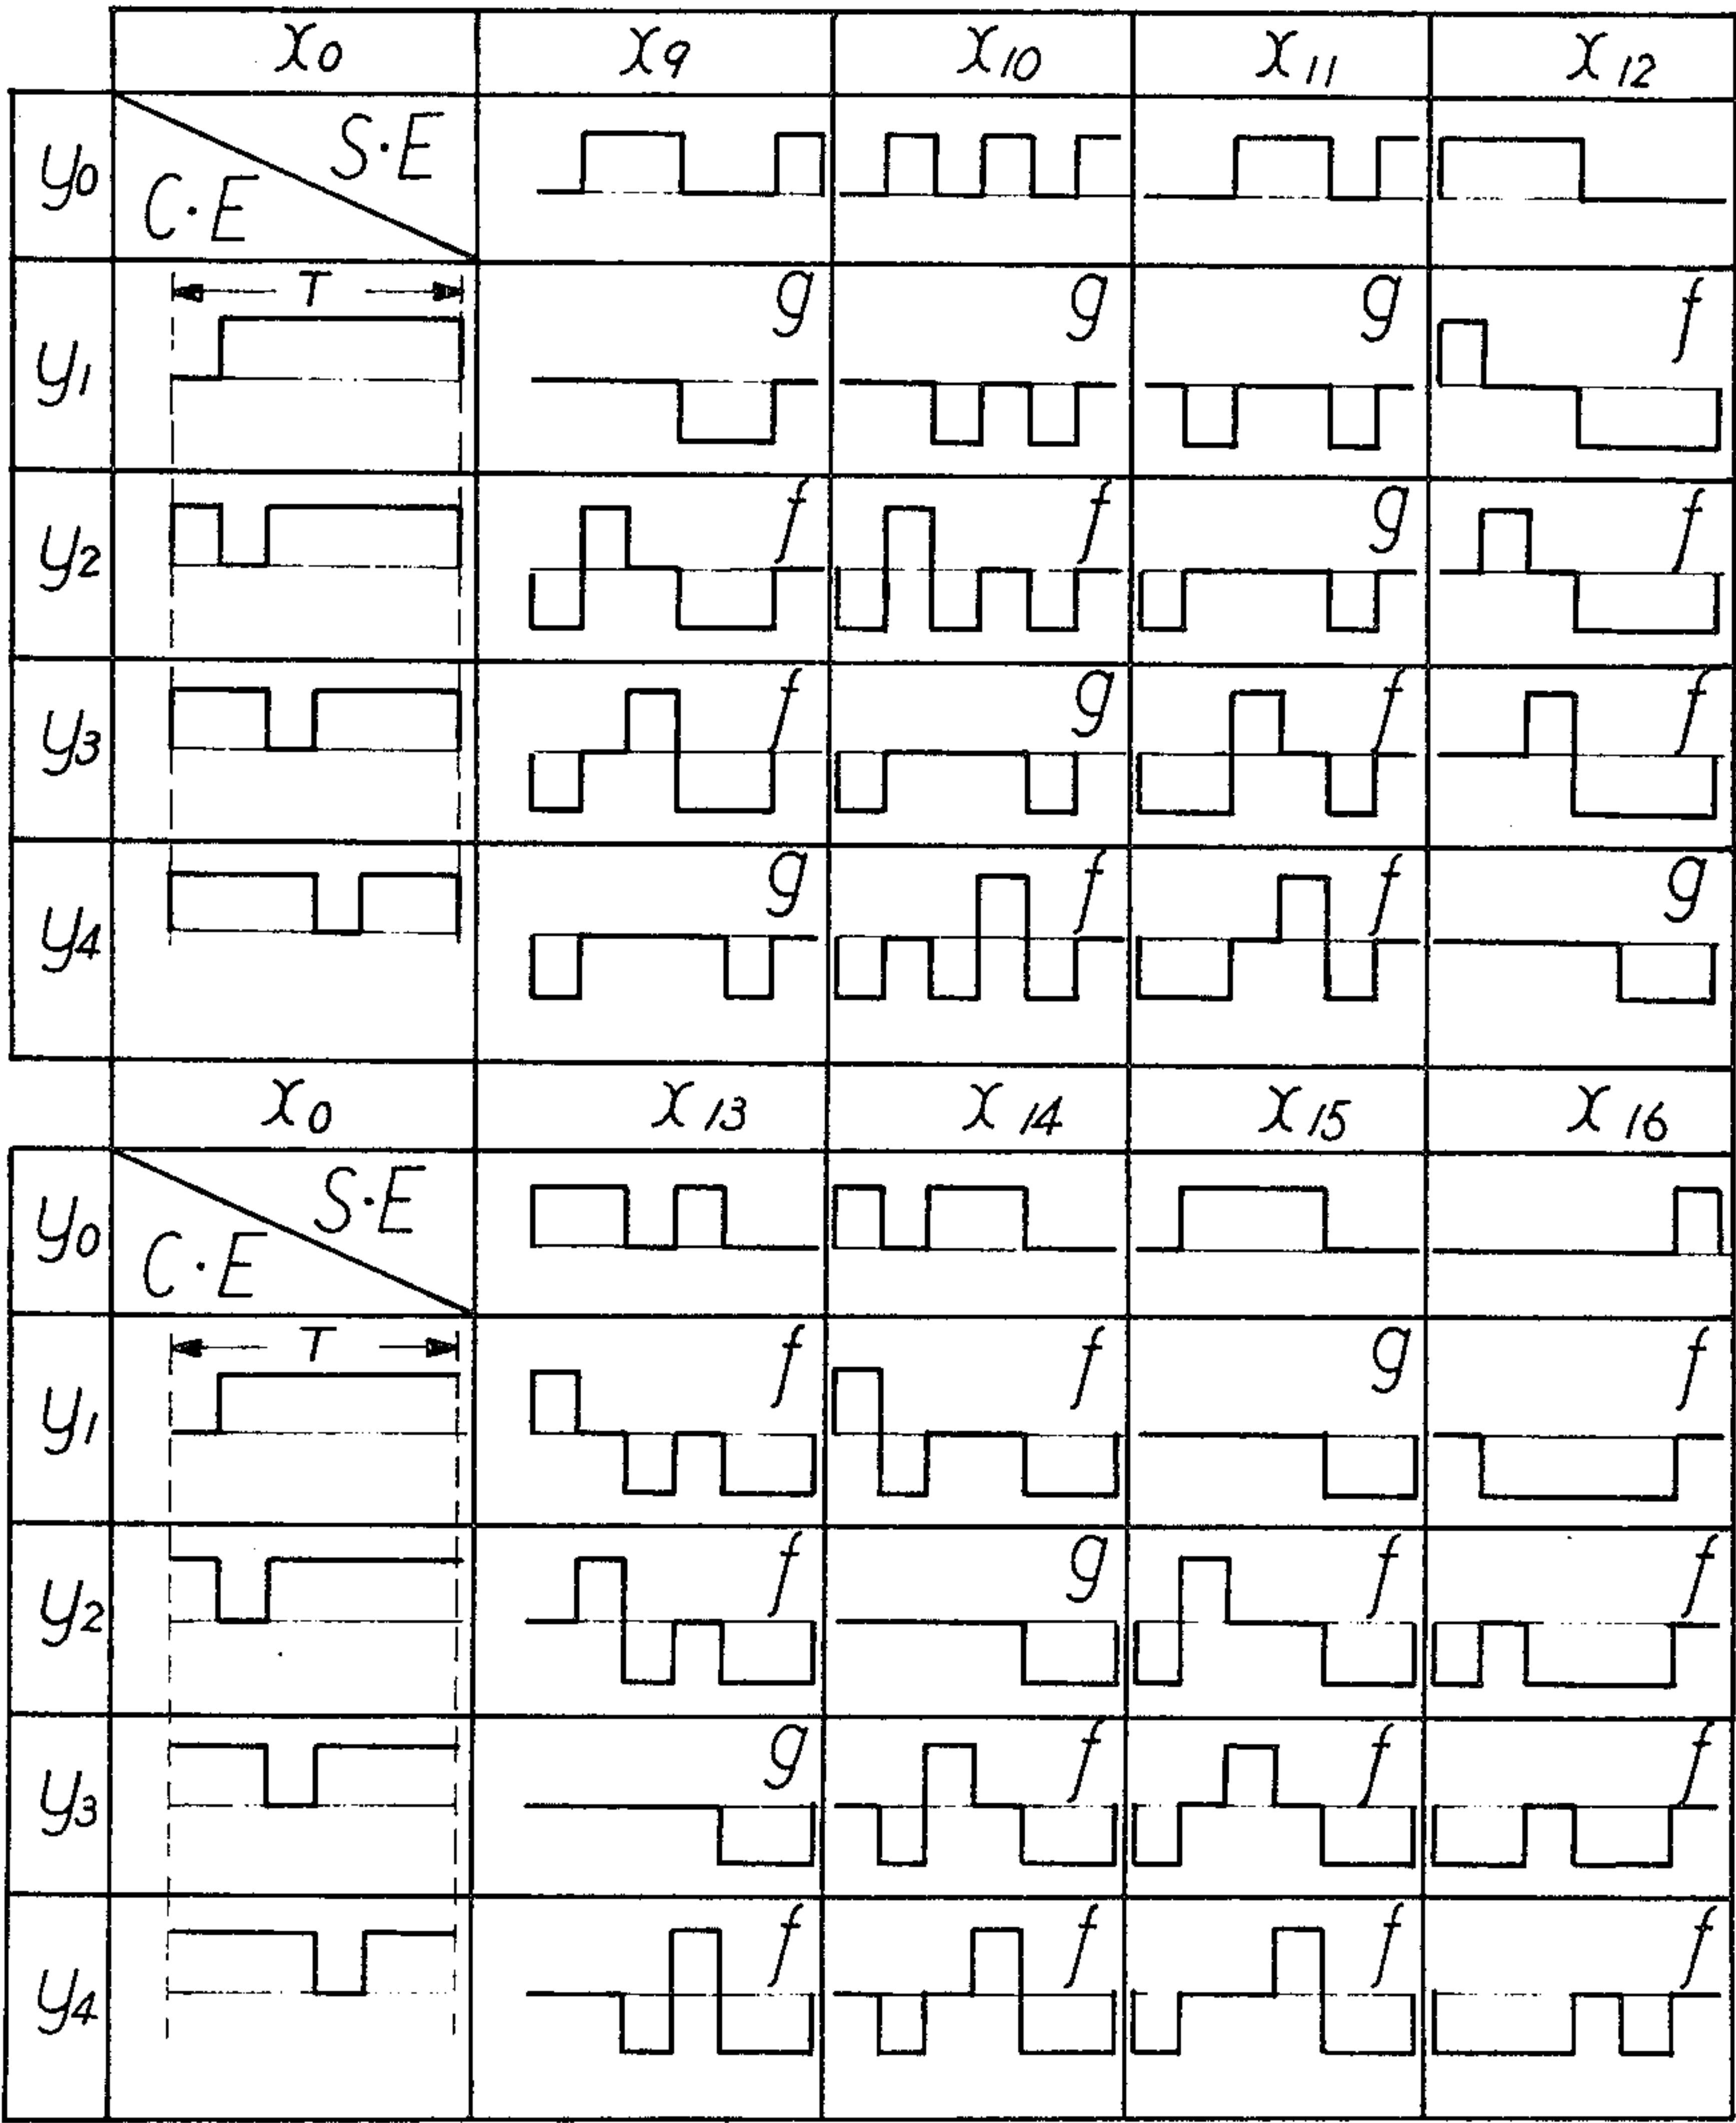 x0 x9 x10 x11 x12
y0 C·E S·E
T
y1 g g g f
y2 f f g f
y3 f g f f
y4 g f f g
x0 x13 x14 x15 x16
y0 C·E S·E
T
y1 f f g f
y2 f g f f
y3 g f f f
y4 f f f f